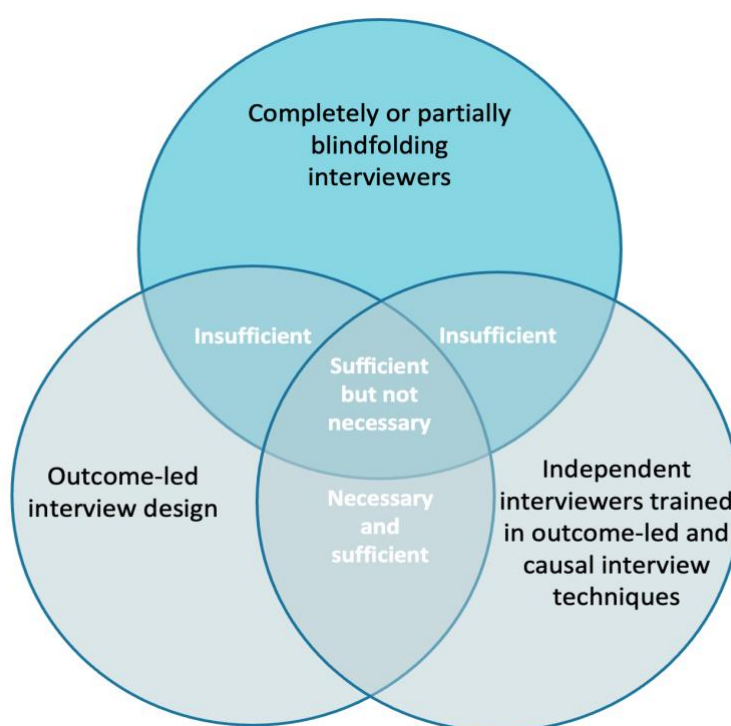 Completely or partially
blindfolding
interviewers
Insufficient
Insufficient
Sufficient
but not
necessary
Outcome-led
interview design
Necessary
and
sufficient
Independent
interviewers trained
in outcome-led and
causal interview
techniques